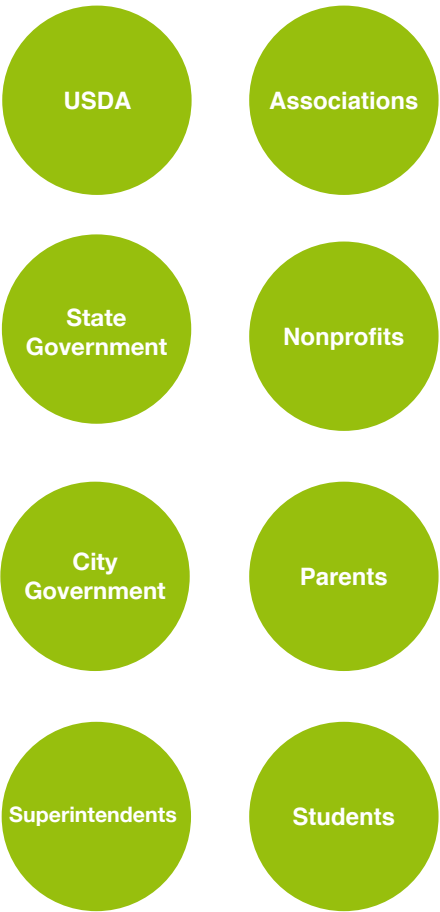 USDA
Associations
State
Government
Nonprofits
City
Government
Parents
Superintendents
Students